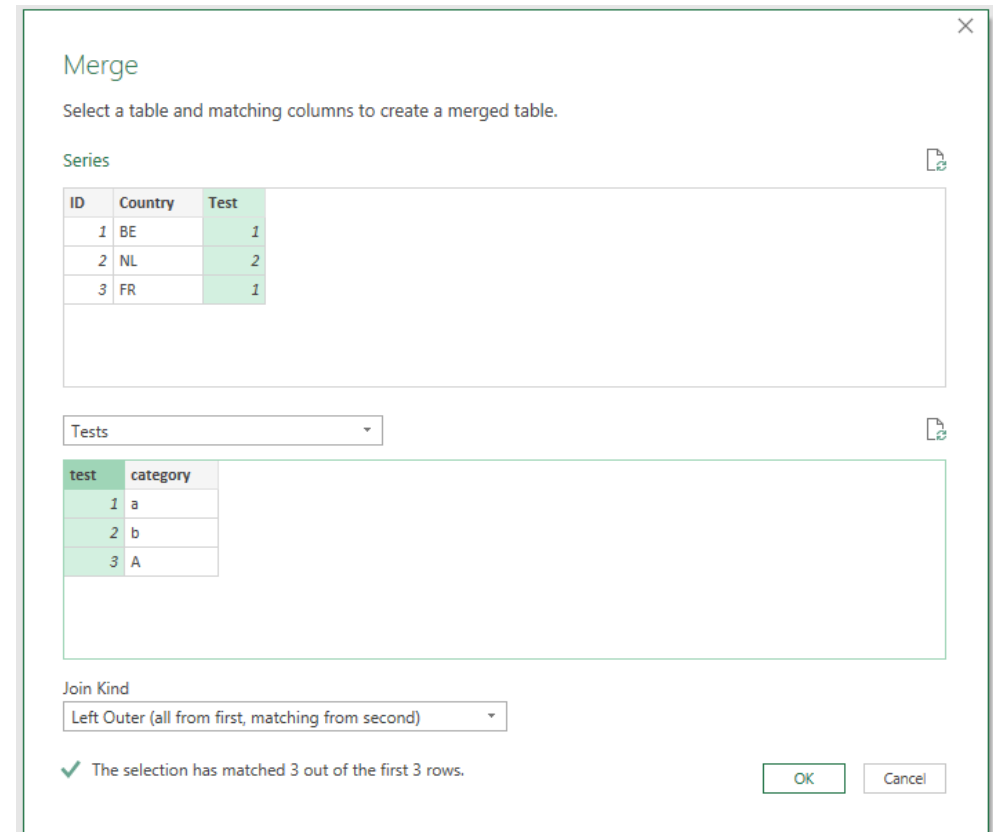 Merge
Select a table and matching columns to create a merged table.
Series
ID Country Test
1 BE 1
2 NL 2
3 FR 1
Tests
test category
1 a
2 b
3 A
Join Kind
Left Outer (all from first, matching from second)
The selection has matched 3 out of the first 3 rows.
OK Cancel